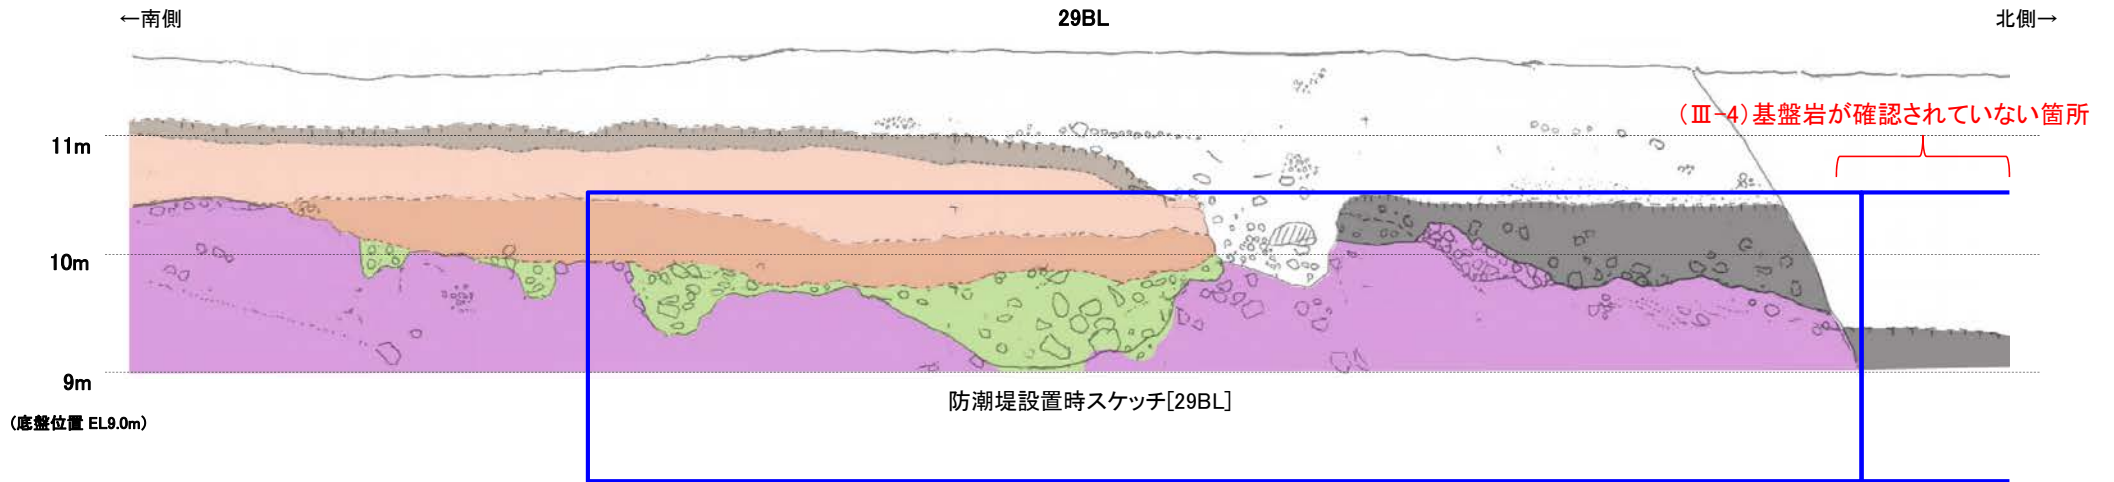 ←南側
29BL
北側→
(Ⅲ-4)基盤岩が確認されていない箇所
11m
10m
9m
防潮堤設置時スケッチ[29BL]
(底盤位置 EL9.0m)